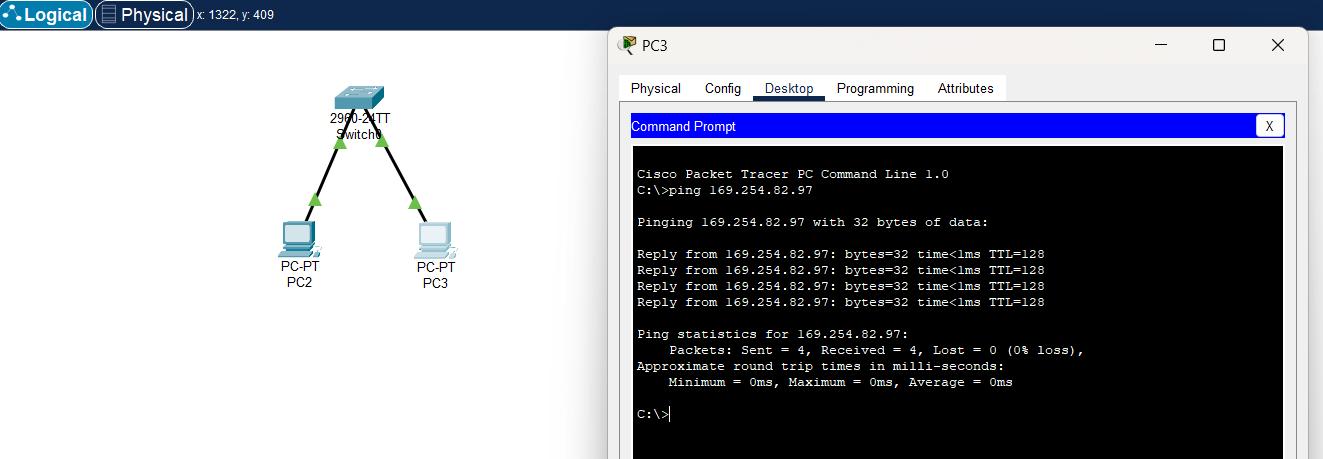 Logical Physical x: 1322, y: 409
2960-24TT
Switch0
PC-PT
PC2
PC-PT
PC3
PC3
Physical Config Desktop Programming Attributes
Command Prompt X
Cisco Packet Tracer PC Command Line 1.0
C:\>ping 169.254.82.97
Pinging 169.254.82.97 with 32 bytes of data:
Reply from 169.254.82.97: bytes=32 time<1ms TTL=128
Reply from 169.254.82.97: bytes=32 time<1ms TTL=128
Reply from 169.254.82.97: bytes=32 time<1ms TTL=128
Reply from 169.254.82.97: bytes=32 time<1ms TTL=128
Ping statistics for 169.254.82.97:
Packets: Sent = 4, Received = 4, Lost = 0 (0% loss),
Approximate round trip times in milli-seconds:
Minimum = 0ms, Maximum = 0ms, Average = 0ms
C:\>